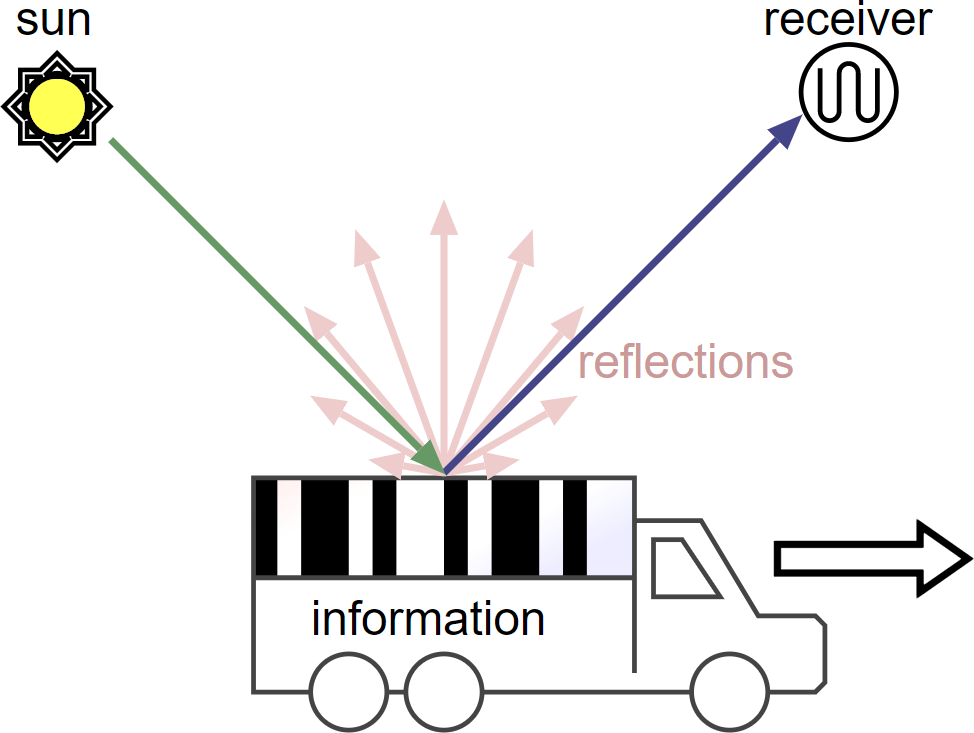 sun
receiver
reflections
information